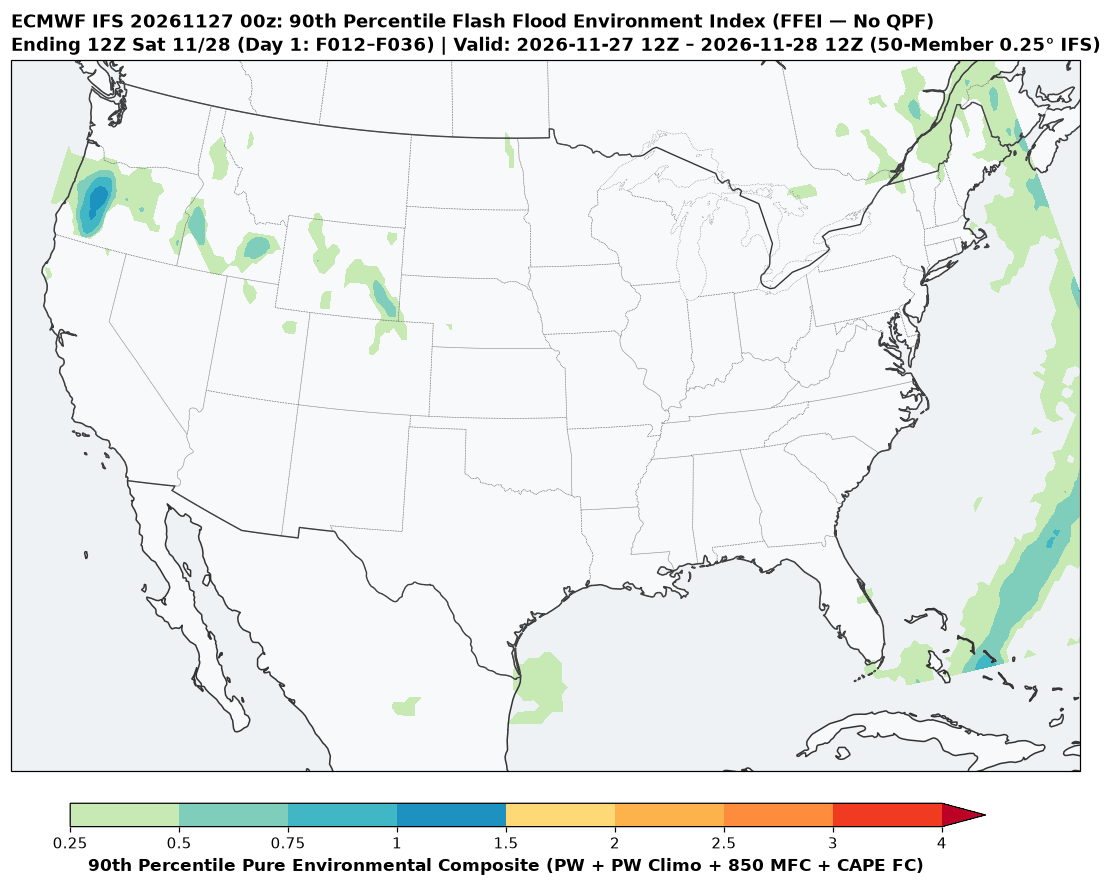 ECMWF IFS 20261127 00z: 90th Percentile Flash Flood Environment Index (FFEI — No QPF)
Ending 12Z Sat 11/28 (Day 1: F012–F036) | Valid: 2026-11-27 12Z – 2026-11-28 12Z (50-Member 0.25° IFS)
0.25 0.5 0.75 1 1.5 2 2.5 3 4
90th Percentile Pure Environmental Composite (PW + PW Climo + 850 MFC + CAPE FC)